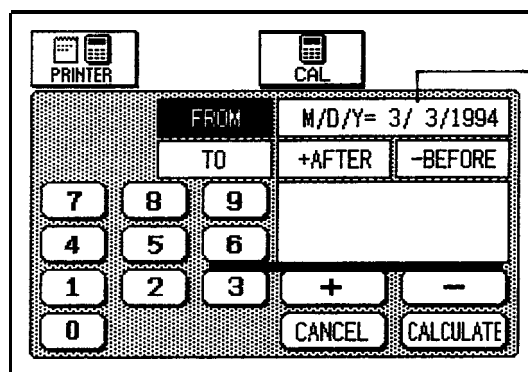 PRINTER CAL
FROM M/D/Y= 3/ 3/1994
TO +AFTER -BEFORE
7 8 9
4 5 6
1 2 3 + -
0 CANCEL CALCULATE